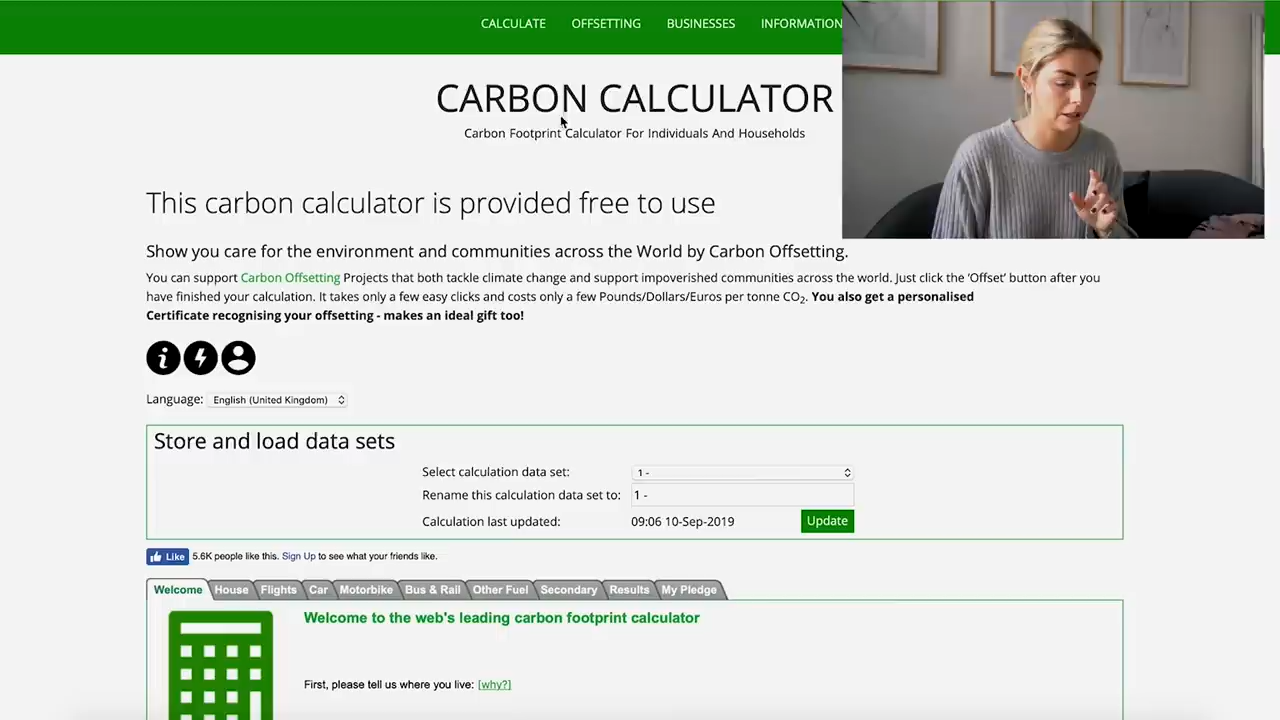 CALCULATE OFFSETTING BUSINESSES INFORMATION
CARBON CALCULATOR
Carbon Footprint Calculator For Individuals And Households
This carbon calculator is provided free to use
Show you care for the environment and communities across the World by Carbon Offsetting.
You can support Carbon Offsetting Projects that both tackle climate change and support impoverished communities across the world. Just click the ‘Offset’ button after you
have finished your calculation. It takes only a few easy clicks and costs only a few Pounds/Dollars/Euros per tonne CO2. You also get a personalised
Certificate recognising your offsetting - makes an ideal gift too!
Language: English (United Kingdom)
Store and load data sets
Select calculation data set: 1 -
Rename this calculation data set to: 1 -
Calculation last updated: 09:06 10-Sep-2019 Update
Like 5.6K people like this. Sign Up to see what your friends like.
Welcome House Flights Car Motorbike Bus & Rail Other Fuel Secondary Results My Pledge
Welcome to the web's leading carbon footprint calculator
First, please tell us where you live: [why?]